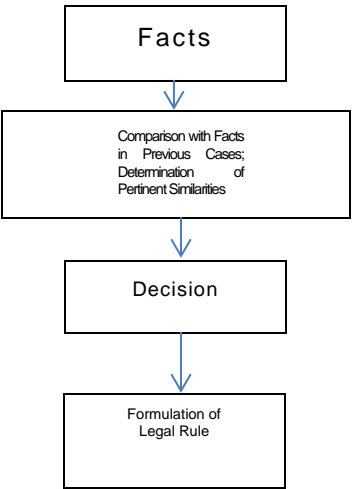 Facts
Comparison with Facts
in Previous Cases;
Determination of
Pertinent Similarities
Decision
Formulation of
Legal Rule